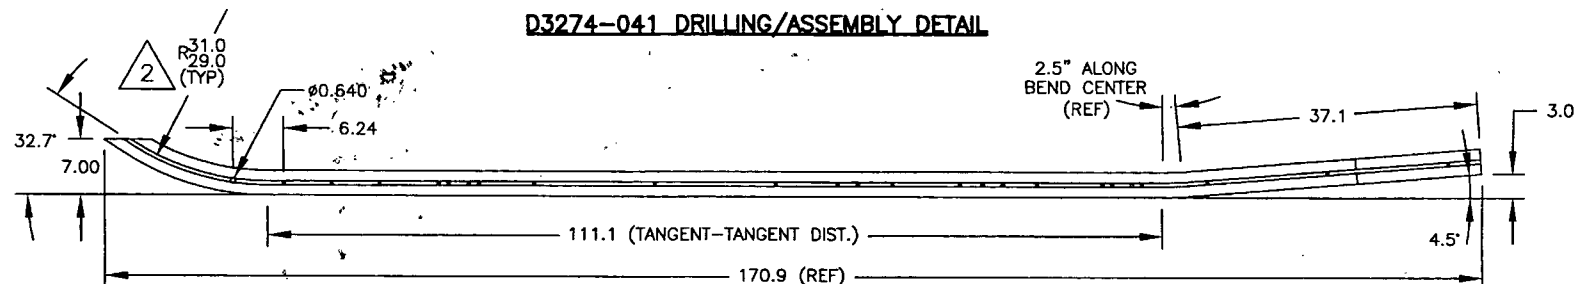 D3274-041 DRILLING/ASSEMBLY DETAIL
2
R31.0
29.0
(TYP)
ø0.640
6.24
32.7°
7.00
2.5" ALONG
BEND CENTER
(REF)
37.1
3.0
4.5°
111.1 (TANGENT-TANGENT DIST.)
170.9 (REF)